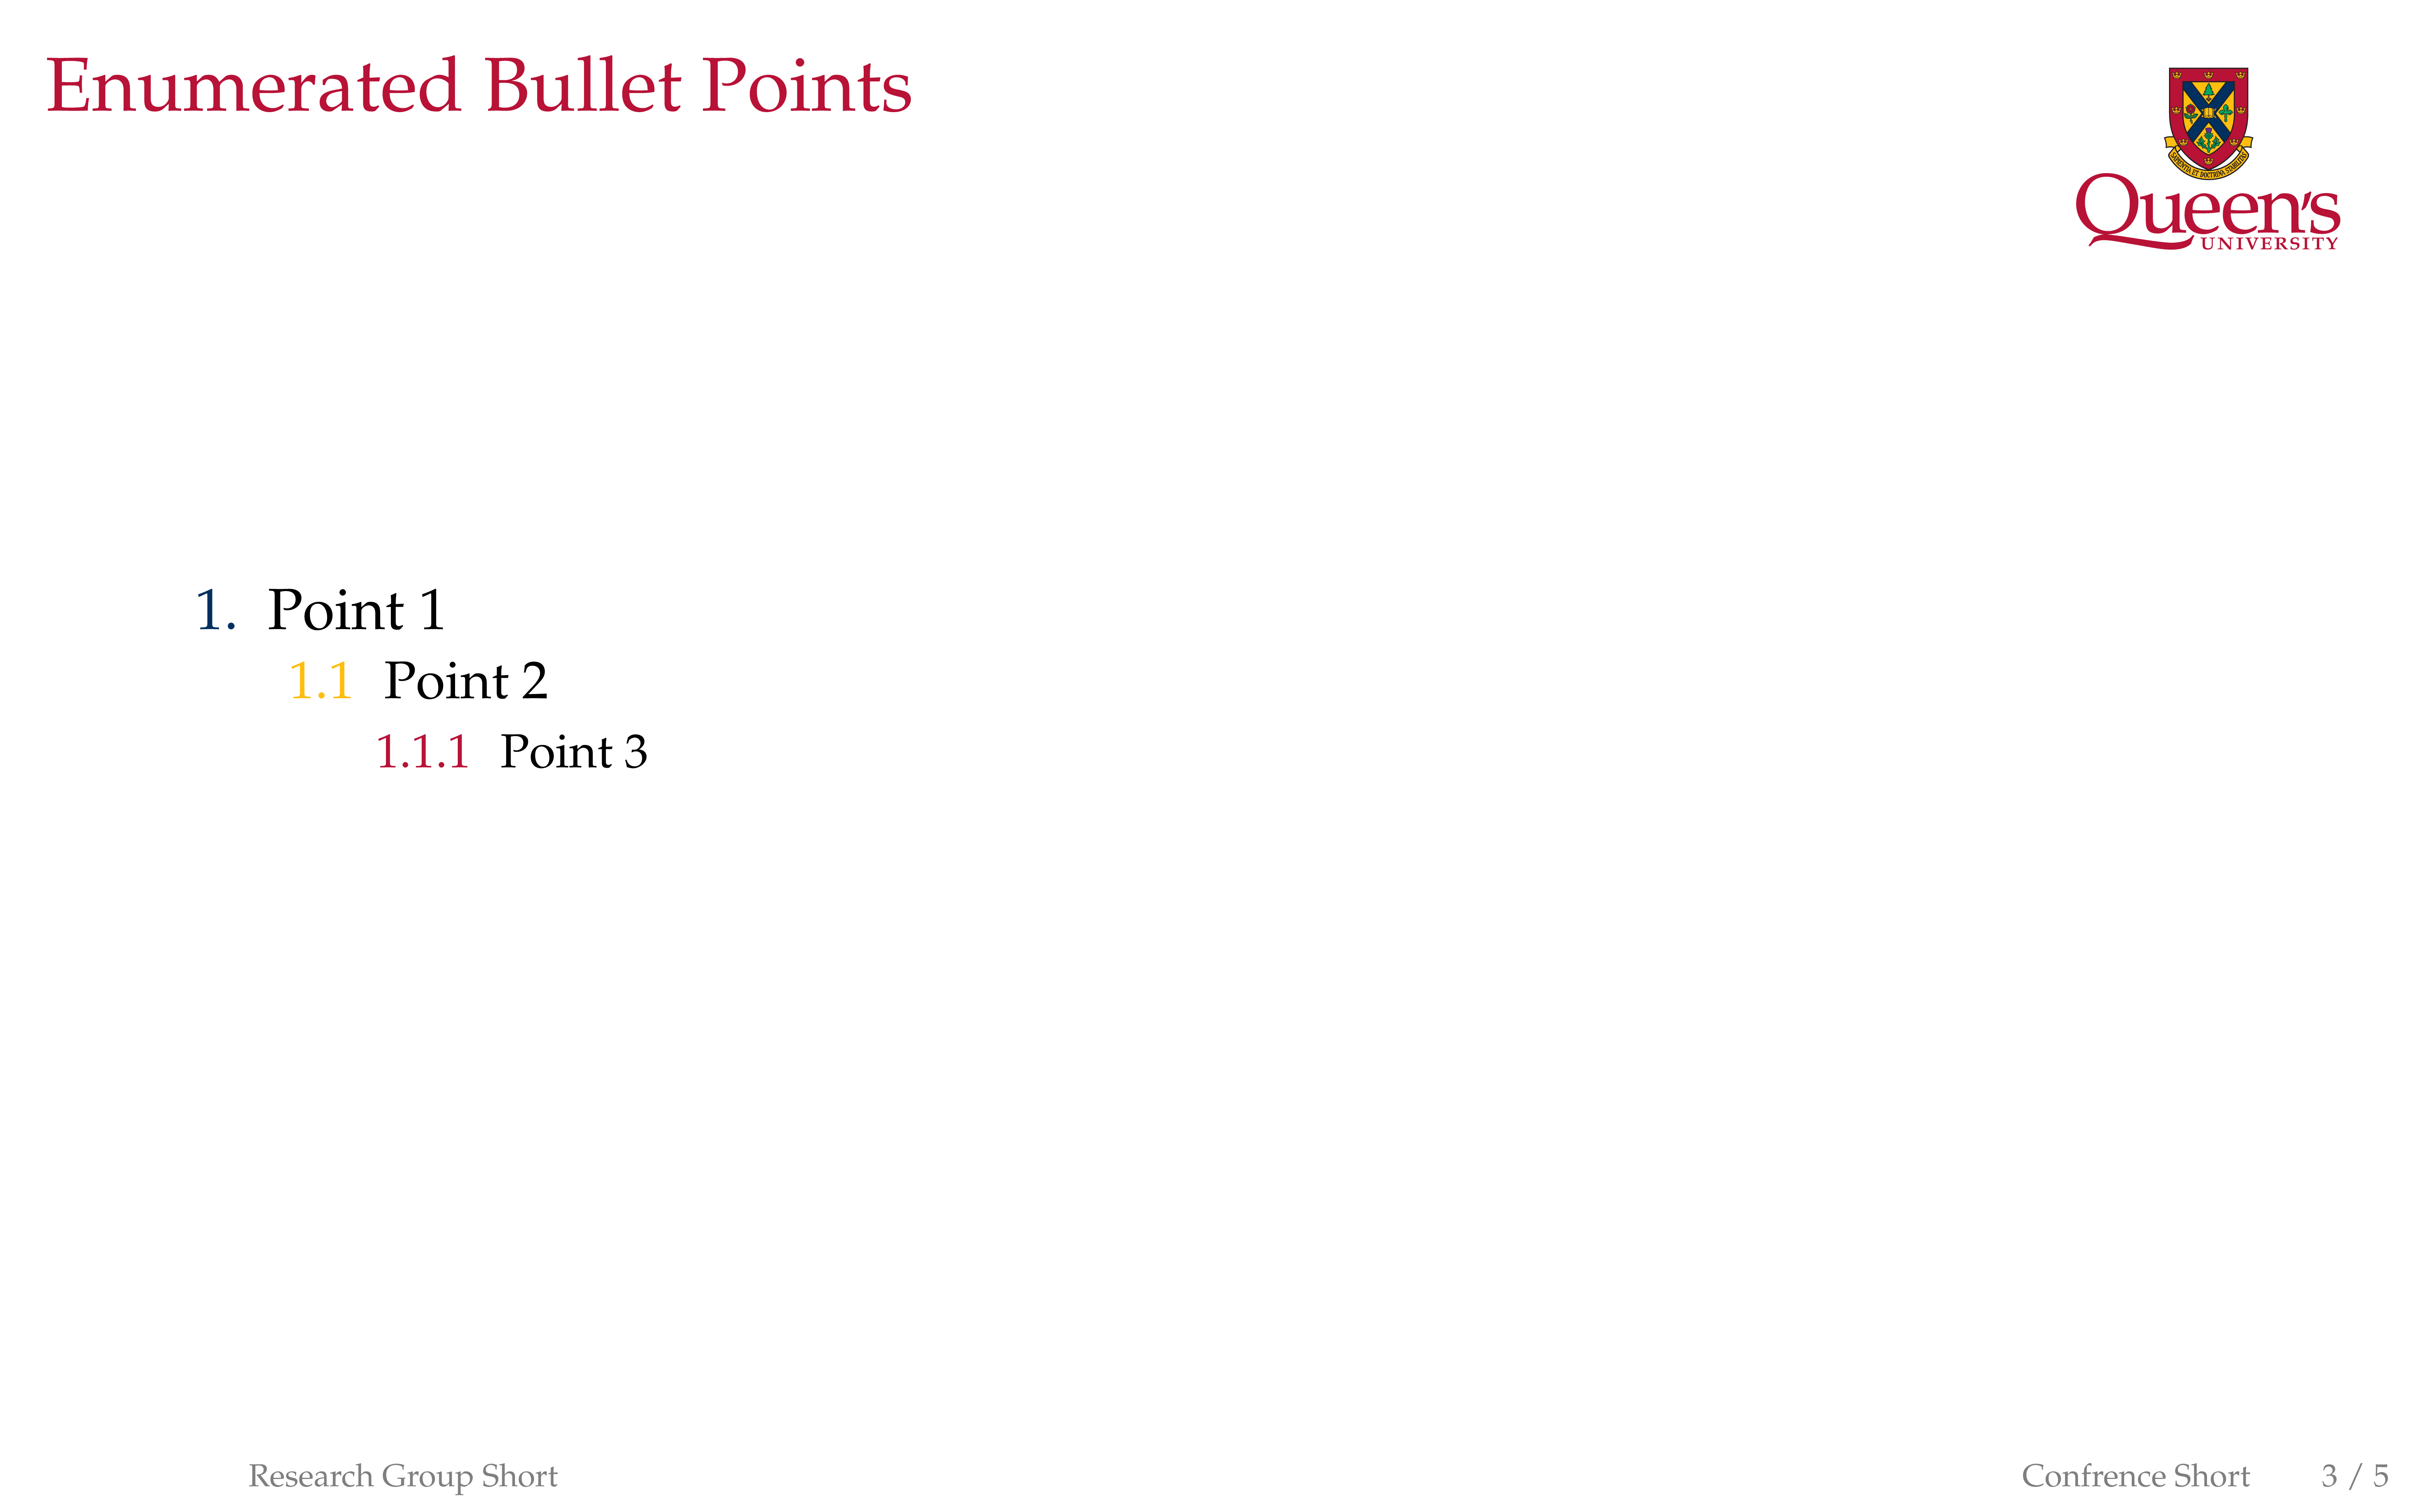 Enumerated Bullet Points
SAPIENTIA ET DOCTRINA STABILITAS
Queen's
UNIVERSITY
1. Point 1
1.1 Point 2
1.1.1 Point 3
Research Group Short
Confrence Short
3 / 5